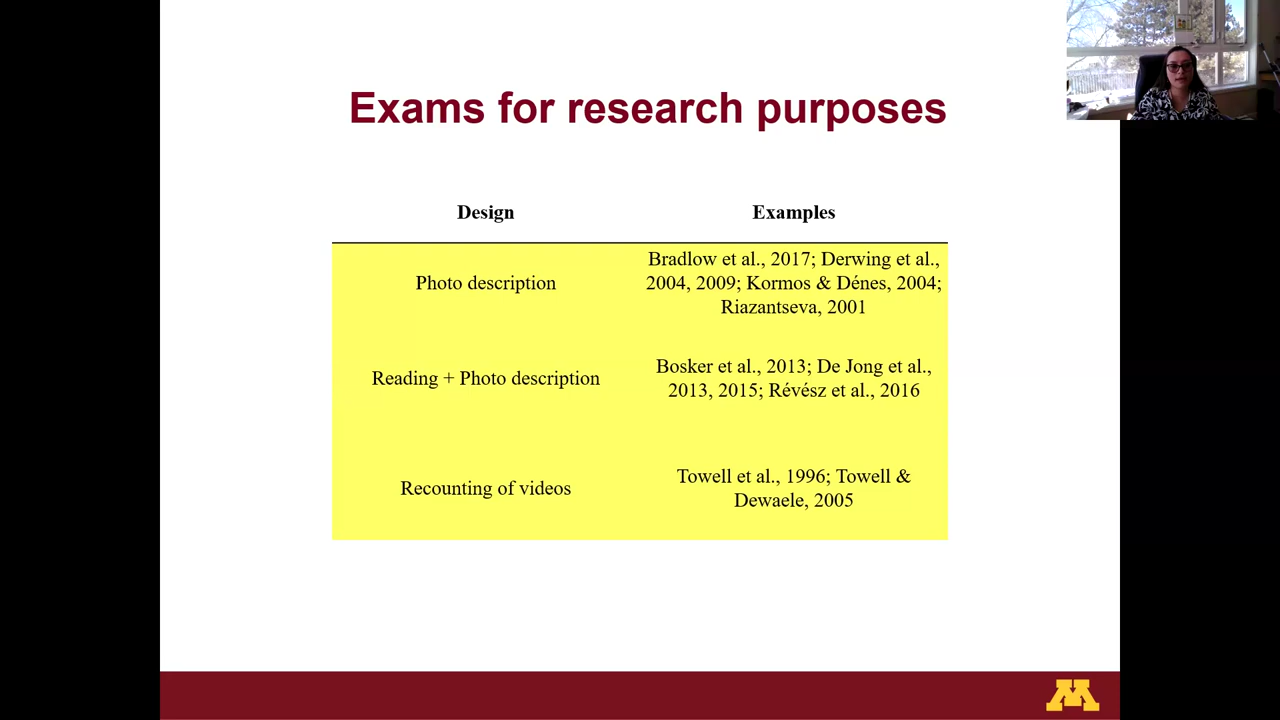 Exams for research purposes
Design
Examples
Photo description
Bradlow et al., 2017; Derwing et al.,
2004, 2009; Kormos & Dénes, 2004;
Riazantseva, 2001
Reading + Photo description
Bosker et al., 2013; De Jong et al.,
2013, 2015; Révész et al., 2016
Recounting of videos
Towell et al., 1996; Towell &
Dewaele, 2005
M